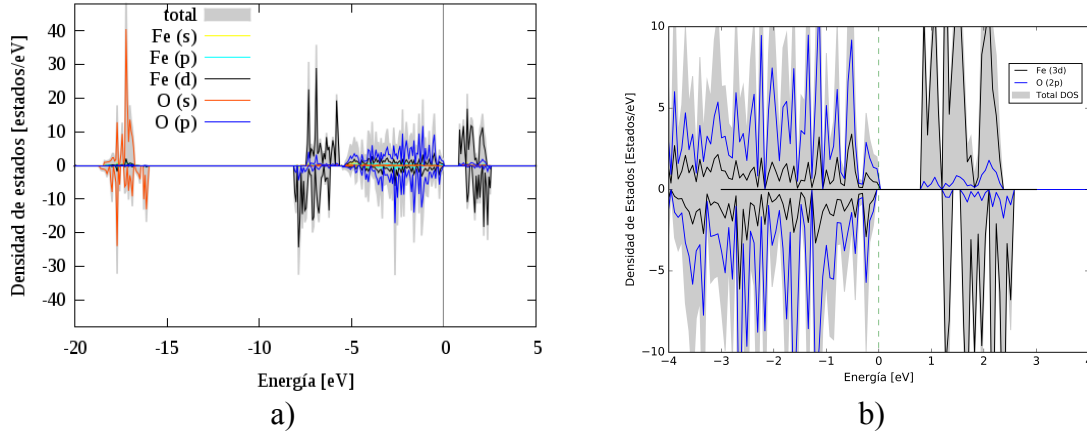 total
Fe (s)
Fe (p)
Fe (d)
O (s)
O (p)
Densidad de estados [estados/eV]
40
30
20
10
0
-10
-20
-30
-40
-20
-15
-10
-5
0
5
Energía [eV]
a)
Fe (3d)
O (2p)
Total DOS
Densidad de Estados [Estados/eV]
10
5
0
−5
−10
−4
−3
−2
−1
0
1
2
3
4
Energía [eV]
b)